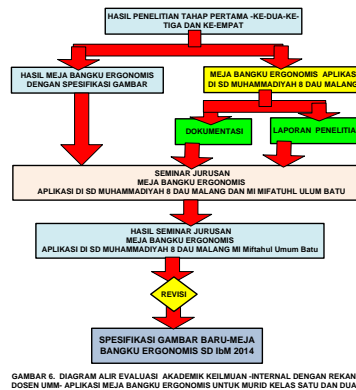 HASIL PENELITIAN TAHAP PERTAMA -KE-DUA-KE-
TIGA DAN KE-EMPAT
HASIL MEJA BANGKU ERGONOMIS
DENGAN SPESIFIKASI GAMBAR
MEJA BANGKU ERGONOMIS APLIKASI
DI SD MUHAMMADIYAH 8 DAU MALANG
DOKUMENTASI
LAPORAN PENELITIA
SEMINAR JURUSAN
MEJA BANGKU ERGONOMIS
APLIKASI DI SD MUHAMMADIYAH 8 DAU MALANG DAN MI MIFATUHL ULUM BATU
HASIL SEMINAR JURUSAN
MEJA BANGKU ERGONOMIS
APLIKASI DI SD MUHAMMADIYAH 8 DAU MALANG MI Miftahul Umum Batu
REVISI
SPESIFIKASI GAMBAR BARU-MEJA
BANGKU ERGONOMIS SD IbM 2014
GAMBAR 6. DIAGRAM ALIR EVALUASI AKADEMIK KEILMUAN -INTERNAL DENGAN REKAN
DOSEN UMM- APLIKASI MEJA BANGKU ERGONOMIS UNTUK MURID KELAS SATU DAN DUA